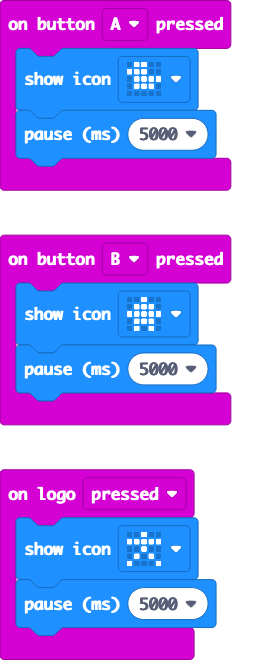 on button A pressed
show icon
pause (ms) 5000
on button B pressed
show icon
pause (ms) 5000
on logo pressed
show icon
pause (ms) 5000